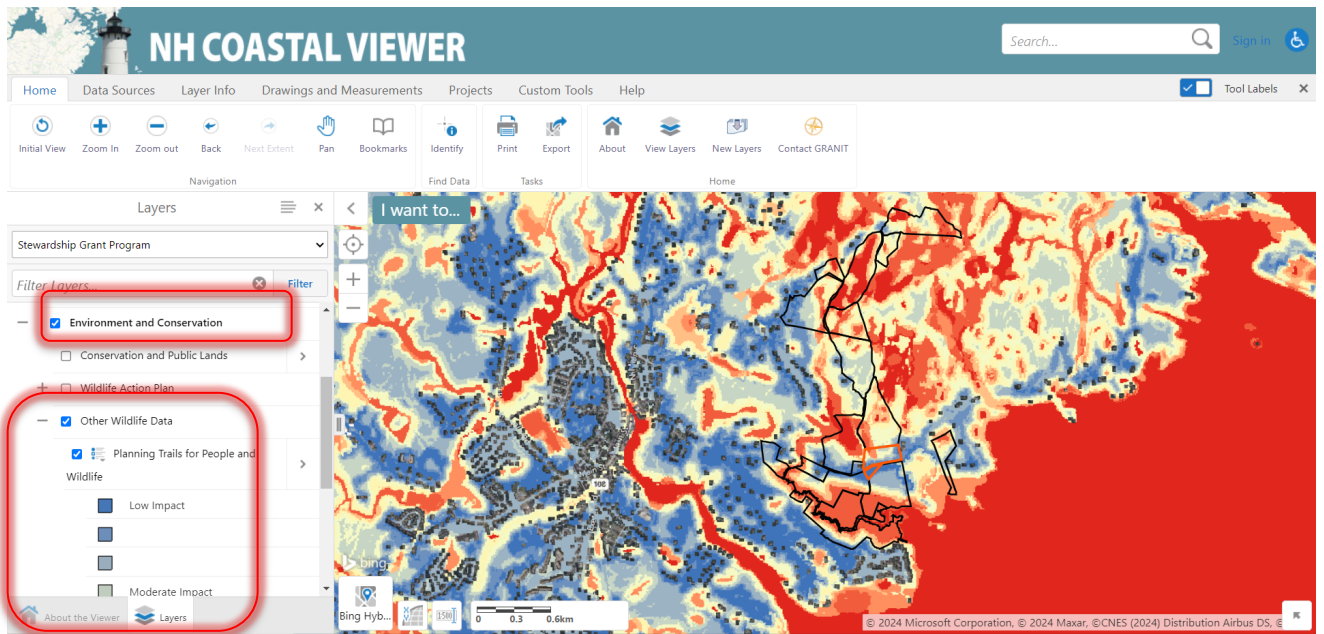 NH COASTAL VIEWER
Search...
Sign in
Home Data Sources Layer Info Drawings and Measurements Projects Custom Tools Help
Tool Labels
Initial View Zoom In Zoom out Back Next Extent Pan Bookmarks Identify Print Export About View Layers New Layers Contact GRANIT
Navigation Find Data Tasks Home
Layers
I want to...
Stewardship Grant Program
Filter Layers...
Filter
Environment and Conservation
Conservation and Public Lands
Wildlife Action Plan
Other Wildlife Data
Planning Trails for People and
Wildlife
Low Impact
Moderate Impact
About the Viewer
Layers
108
bing
Bing Hyb...
1500
0 0.3 0.6km
© 2024 Microsoft Corporation, © 2024 Maxar, ©CNES (2024) Distribution Airbus DS, ©